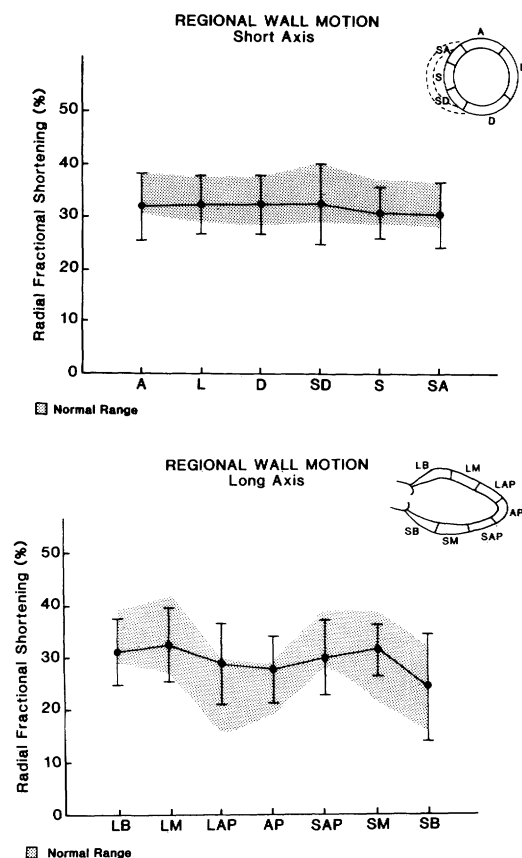 REGIONAL WALL MOTION
Short Axis
A
SA
S
SD
D
Radial Fractional Shortening (%)
50
40
30
20
10
0
A L D SD S SA
Normal Range
REGIONAL WALL MOTION
Long Axis
LB
LM
LAP
AP
SAP
SM
SB
Radial Fractional Shortening (%)
50
40
30
20
10
0
LB LM LAP AP SAP SM SB
Normal Range